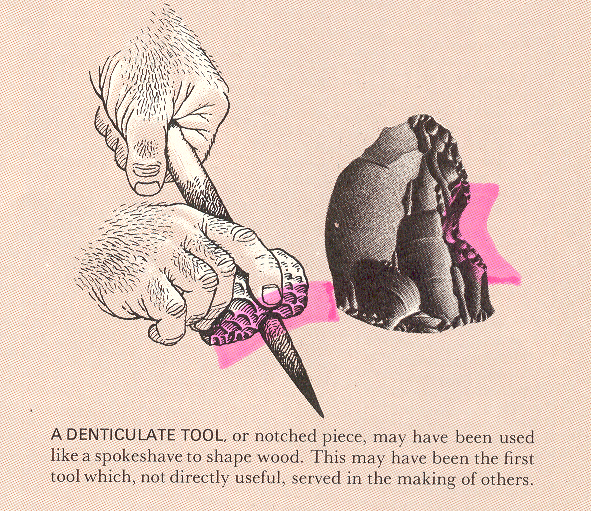 A DENTICULATE TOOL, or notched piece, may have been used
like a spokeshave to shape wood. This may have been the first
tool which, not directly useful, served in the making of others.